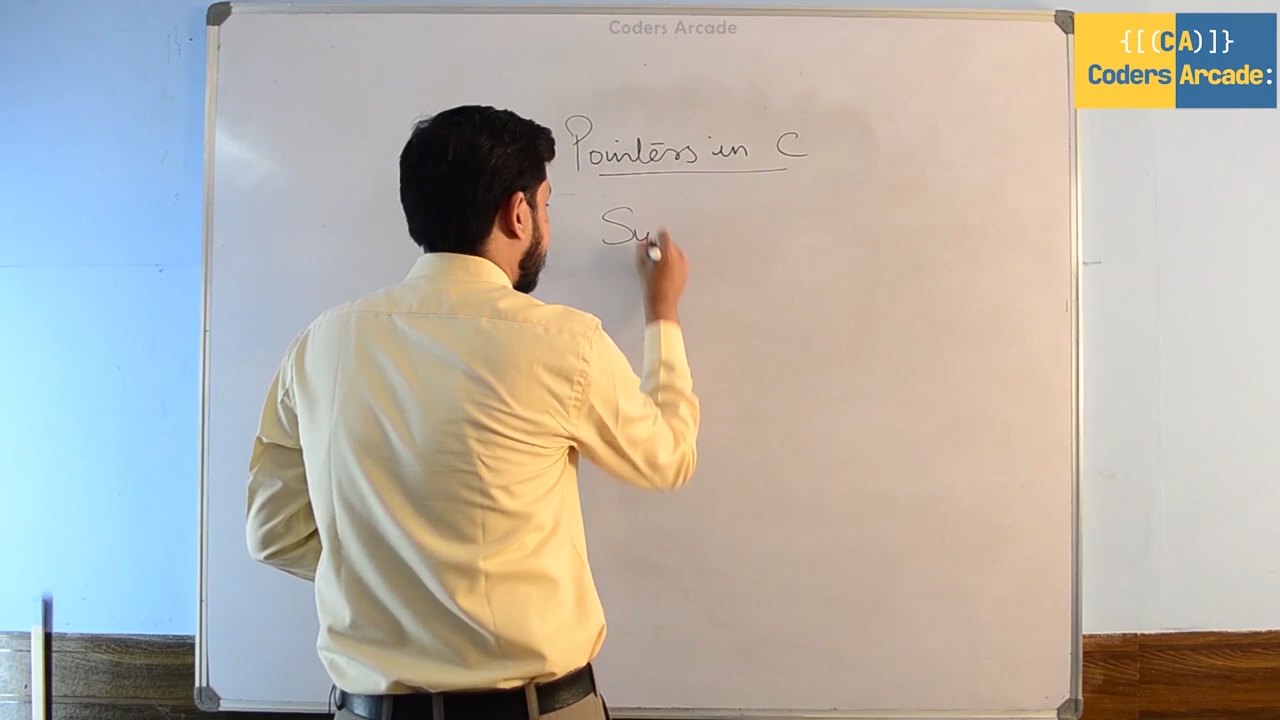 Coders Arcade
{[(CA)]}
Coders Arcade:
Pointers in C
Sy